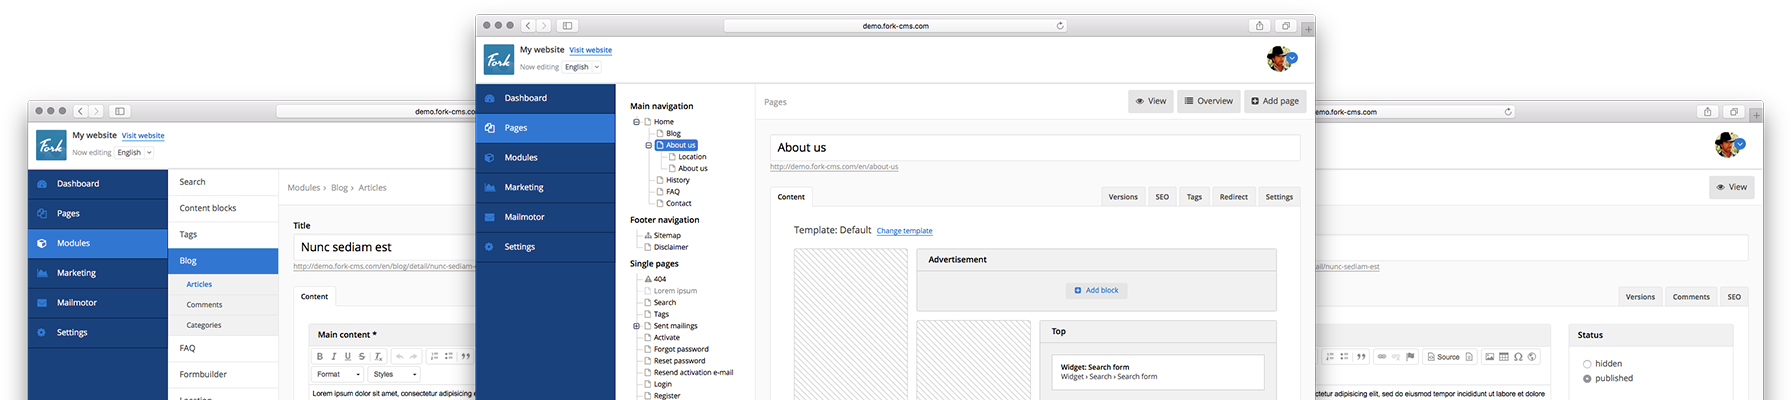 demo.fork-cms.com
Fork
My website Visit website
Now editing English
Dashboard
Pages
Modules
Marketing
Mailmotor
Settings
Main navigation
Home
Blog
About us
Location
About us
History
FAQ
Contact
Footer navigation
Sitemap
Disclaimer
Single pages
404
Lorem ipsum
Search
Tags
Sent mailings
Activate
Forgot password
Reset password
Resend activation e-mail
Login
Register
Pages
View Overview Add page
About us
http://demo.fork-cms.com/en/about-us
Content Versions SEO Tags Redirect Settings
Template: Default Change template
Advertisement
Add block
Top
Widget: Search form
Widget › Search › Search form
demo.fork-cms.co
Fork
My website Visit website
Now editing English
Dashboard
Pages
Modules
Marketing
Mailmotor
Settings
Search
Content blocks
Tags
Blog
Articles
Comments
Categories
FAQ
Formbuilder
Location
Modules › Blog › Articles
Title
Nunc sediam est
http://demo.fork-cms.com/en/blog/detail/nunc-sediam-
Content
Main content *
B I U S Tx
Format Styles
Lorem ipsum dolor sit amet, consectetur adipiscing e
mo.fork-cms.com
View
ail/nunc-sediam-est
Versions Comments SEO
Source
Status
hidden
published
ctetur adipiscing elit, sed do eiusmod tempor incididunt ut labore et dolore